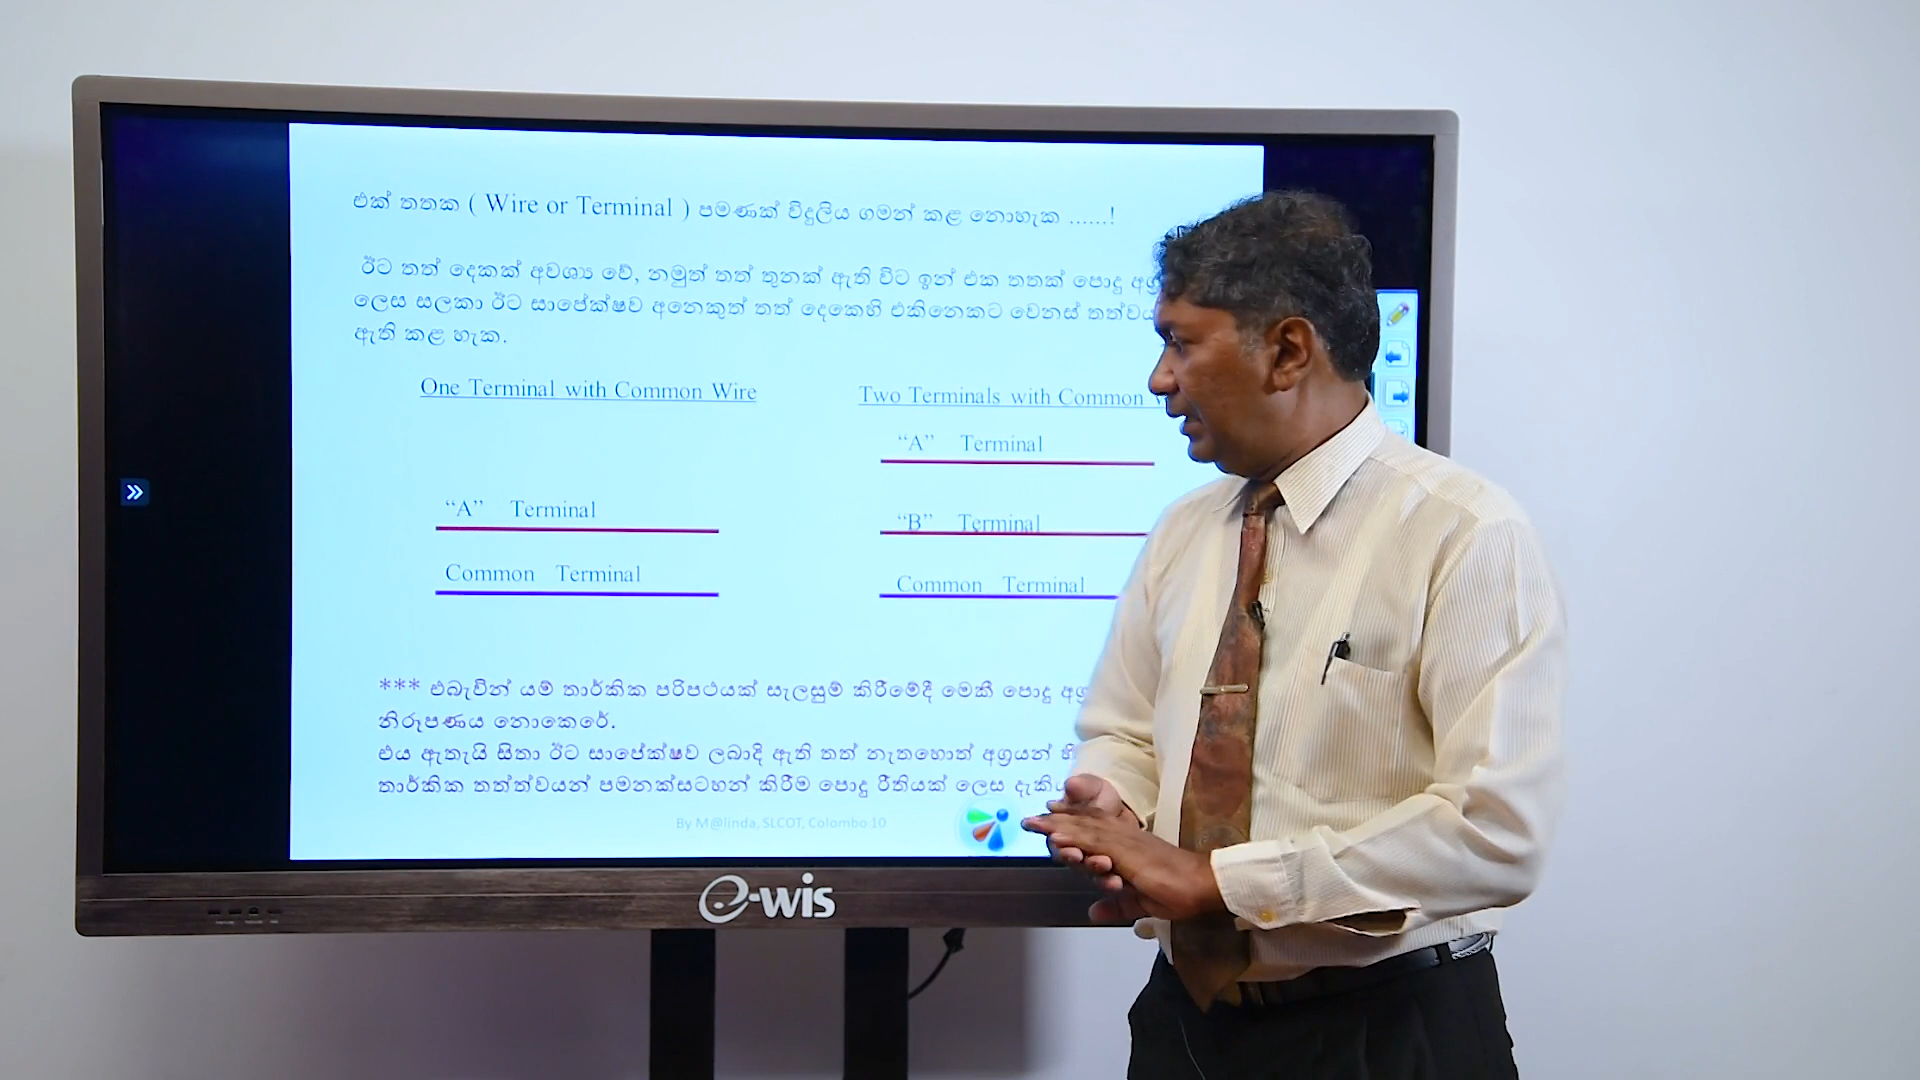 එක් තතක ( Wire or Terminal ) පමණක් විදුලිය ගමන් කළ නොහැක ......!
ඊට තත් දෙකක් අවශ්‍ය වේ, නමුත් තත් තුනක් ඇති විට ඉන් එක තතක් පොදු
ලෙස සලකා ඊට සාපේක්ෂව අනෙකුත් තත් දෙකෙහි එකිනෙකට වෙනස්
ඇති කළ හැක.
One Terminal with Common Wire
Two Terminals with Common
“A” Terminal
“B” Terminal
Common Terminal
“A” Terminal
Common Terminal
*** එබැවින් යම් තාර්කික පරිපථයක් සැලසුම් කිරීමේදී මෙකී පොදු
නිරූපණය නොකෙරේ.
එය ඇතැයි සිතා ඊට සාපේක්ෂව ලබාදි ඇති තත් නැතහොත් අග්‍රයන්
තාර්කික තත්ත්වයන් පමනක්සටහන් කිරීම පොදු රීතියක් ලෙස
By M@linda, SLCOT, Colombo 10
e-wis